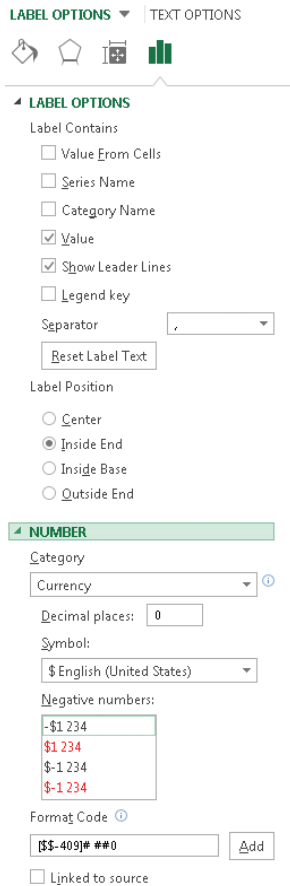 LABEL OPTIONS TEXT OPTIONS
LABEL OPTIONS
Label Contains
Value From Cells
Series Name
Category Name
Value
Show Leader Lines
Legend key
Separator ,
Reset Label Text
Label Position
Center
Inside End
Inside Base
Outside End
NUMBER
Category
Currency
Decimal places: 0
Symbol:
$ English (United States)
Negative numbers:
-$1 234
$1 234
$-1 234
$-1 234
Format Code
[$$-409]# ##0 Add
Linked to source